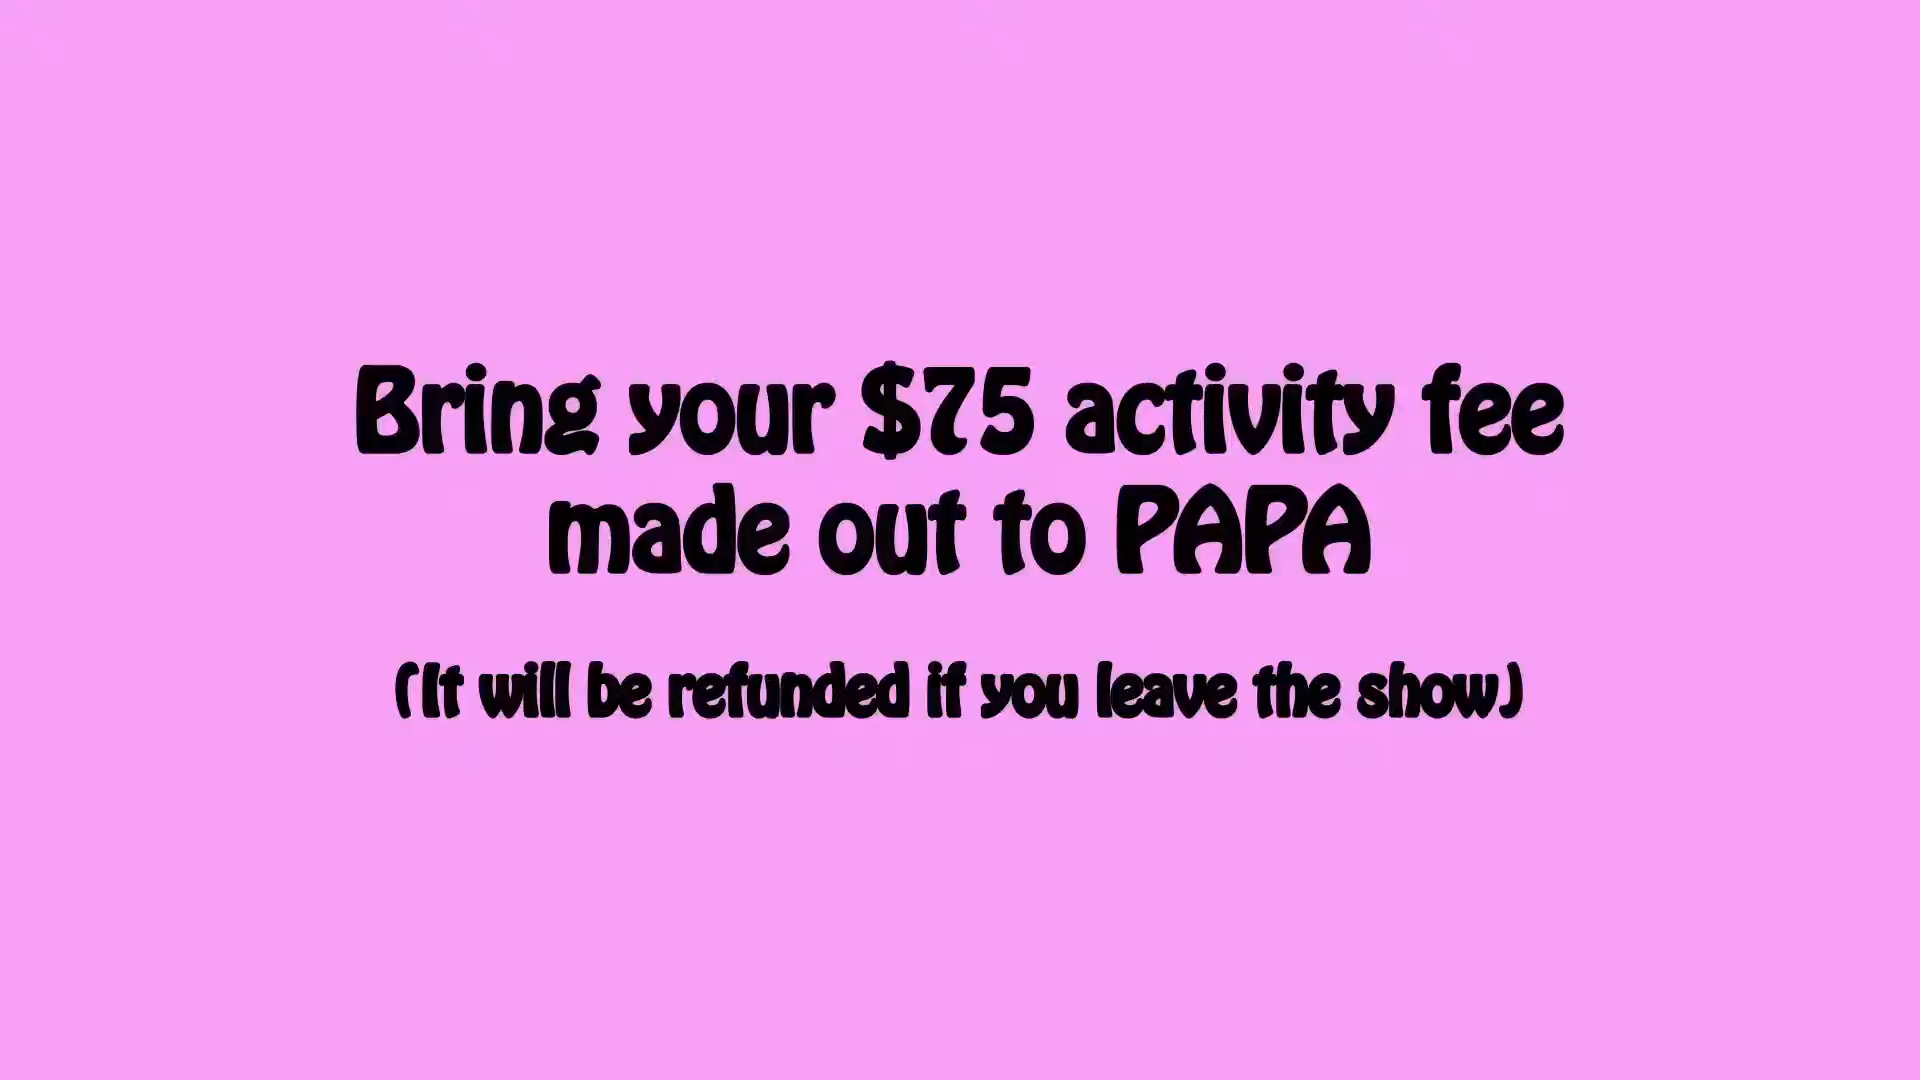 Bring your $75 activity fee
made out to PAPA
(It will be refunded if you leave the show)